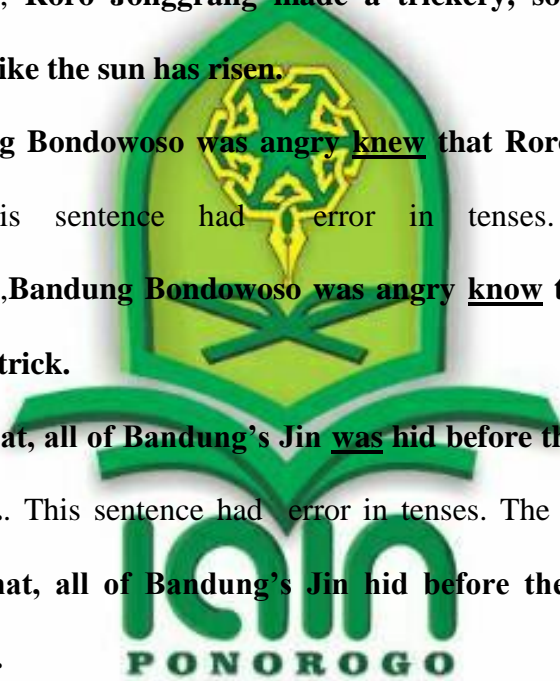 , Roro Jonggrang made a trickery, so
ike the sun has risen.
g Bondowoso was angry knew that Roro
is sentence had error in tenses.
,Bandung Bondowoso was angry know t
trick.
at, all of Bandung's Jin was hid before th
.. This sentence had error in tenses. The
hat, all of Bandung's Jin hid before the
.
IAIN
PONOROGO